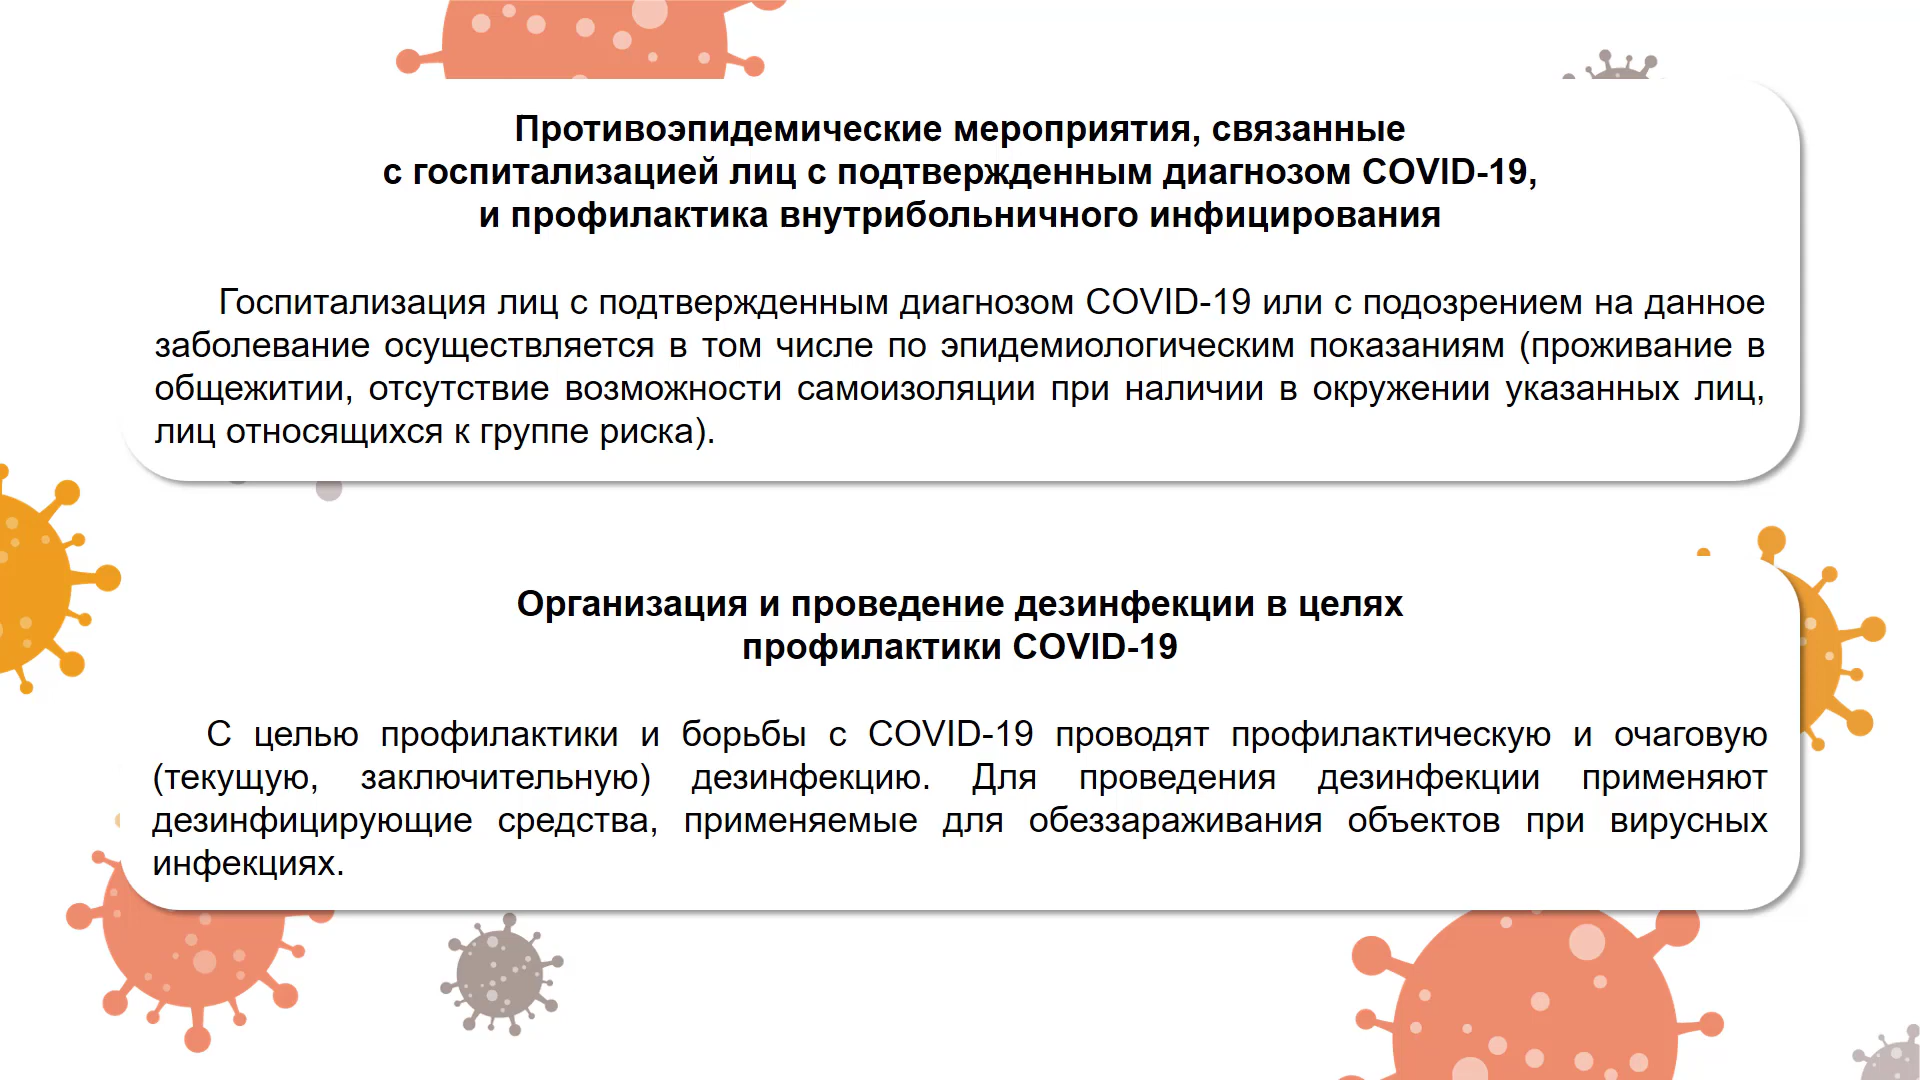 Противоэпидемические мероприятия, связанные
с госпитализацией лиц с подтвержденным диагнозом COVID-19,
и профилактика внутрибольничного инфицирования
Госпитализация лиц с подтвержденным диагнозом COVID-19 или с подозрением на данное
заболевание осуществляется в том числе по эпидемиологическим показаниям (проживание в
общежитии, отсутствие возможности самоизоляции при наличии в окружении указанных лиц,
лиц относящихся к группе риска).
Организация и проведение дезинфекции в целях
профилактики COVID-19
С целью профилактики и борьбы с COVID-19 проводят профилактическую и очаговую
(текущую, заключительную) дезинфекцию. Для проведения дезинфекции применяют
дезинфицирующие средства, применяемые для обеззараживания объектов при вирусных
инфекциях.